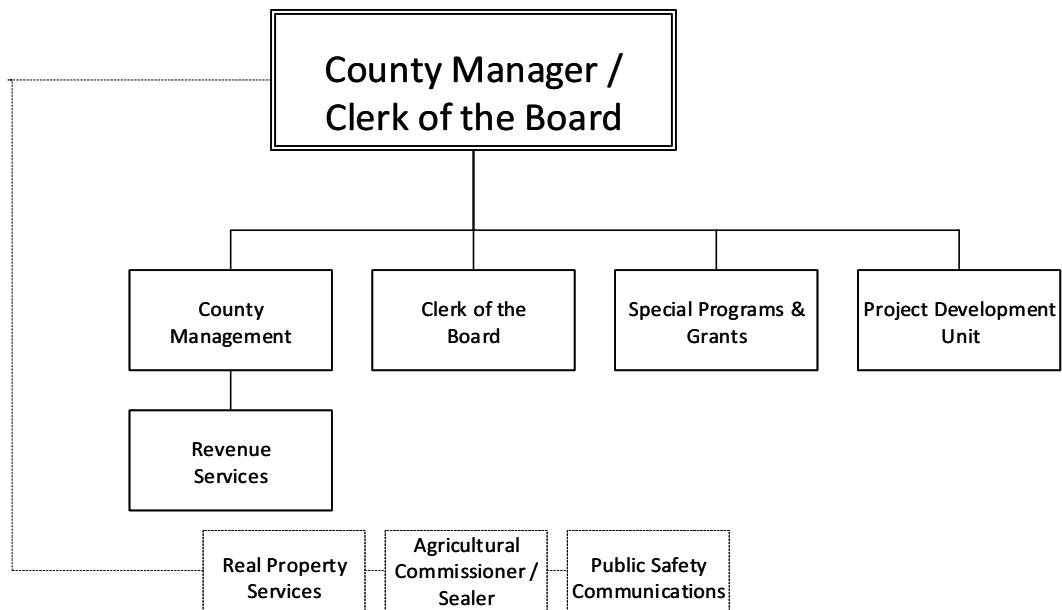 County Manager /
Clerk of the Board
County
Management
Clerk of the
Board
Special Programs &
Grants
Project Development
Unit
Revenue
Services
Real Property
Services
Agricultural
Commissioner /
Sealer
Public Safety
Communications